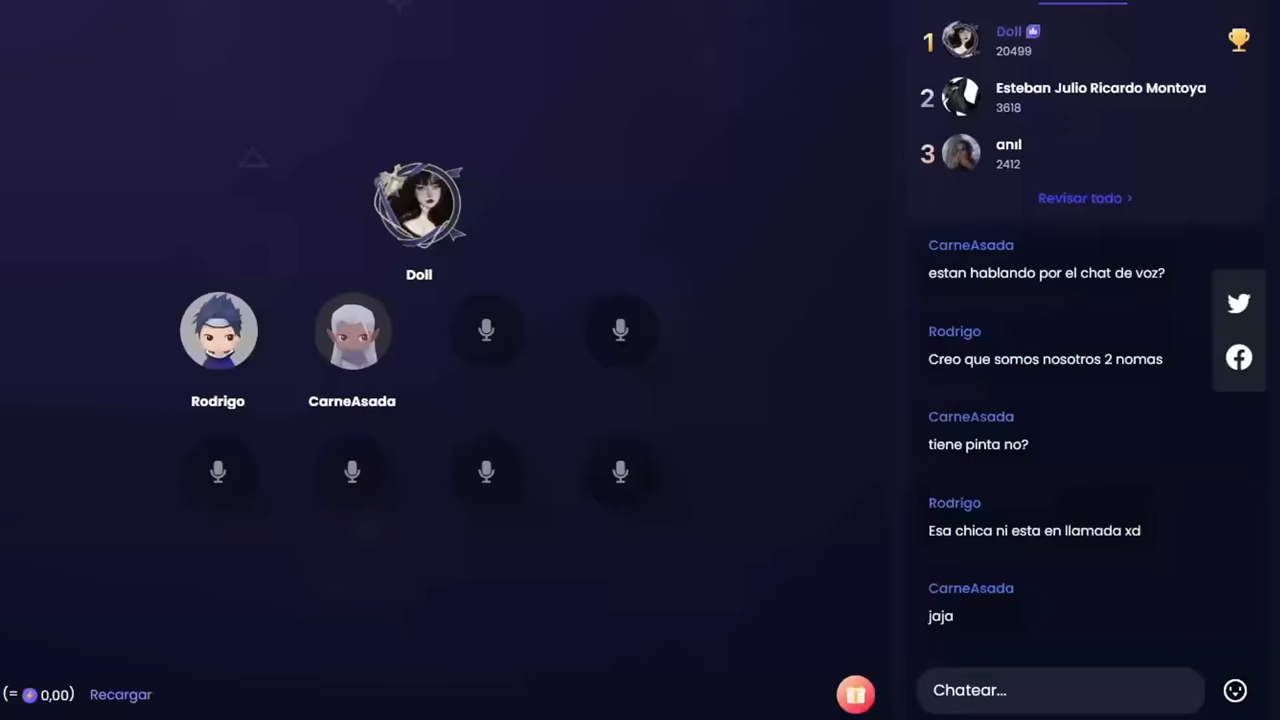 1
Doll
20499
2
Esteban Julio Ricardo Montoya
3618
3
anıl
2412
Revisar todo >
Doll
Rodrigo
CarneAsada
CarneAsada
estan hablando por el chat de voz?
Rodrigo
Creo que somos nosotros 2 nomas
CarneAsada
tiene pinta no?
Rodrigo
Esa chica ni esta en llamada xd
CarneAsada
jaja
(= 0,00) Recargar
Chatear...